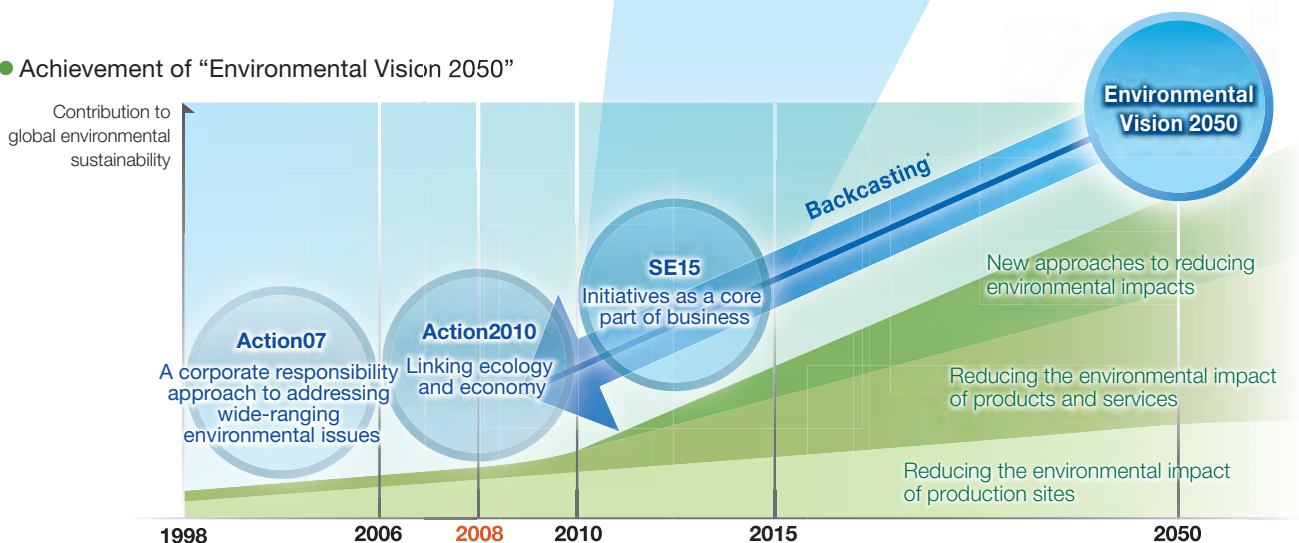 Achievement of “Environmental Vision 2050”
Contribution to
global environmental
sustainability
Environmental
Vision 2050
Backcasting*
SE15
Initiatives as a core
part of business
Action2010
Linking ecology
and economy
Action07
A corporate responsibility
approach to addressing
wide-ranging
environmental issues
New approaches to reducing
environmental impacts
Reducing the environmental impact
of products and services
Reducing the environmental impact
of production sites
1998 2006 2008 2010 2015 2050